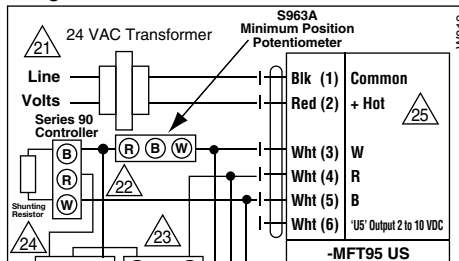 21
24 VAC Transformer
S963A
Minimum Position
Potentiometer
Line
Volts
Blk (1) Common
Red (2) + Hot
25
Series 90
Controller
B
R
W
R B W
Shunting
Resistor
22
23
24
Wht (3) W
Wht (4) R
Wht (5) B
Wht (6) 'U5' Output 2 to 10 VDC
-MFT95 US